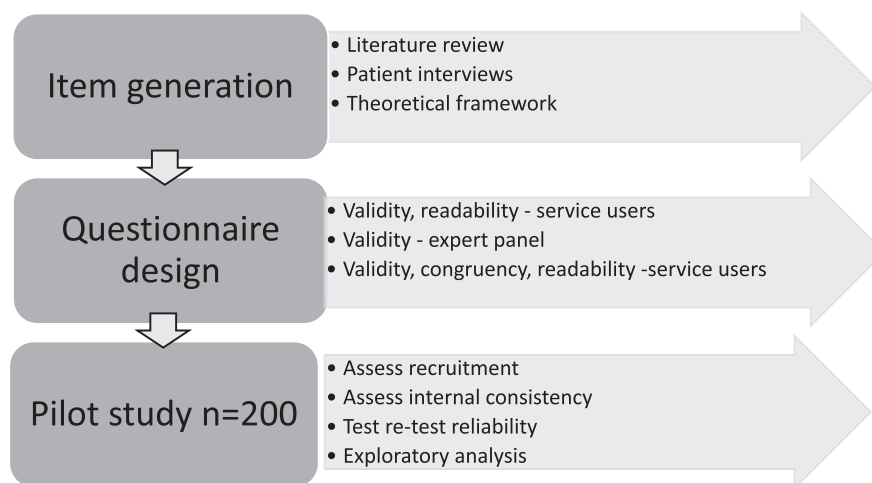 Item generation
• Literature review
• Patient interviews
• Theoretical framework
Questionnaire
design
• Validity, readability - service users
• Validity - expert panel
• Validity, congruency, readability -service users
Pilot study n=200
• Assess recruitment
• Assess internal consistency
• Test re-test reliability
• Exploratory analysis